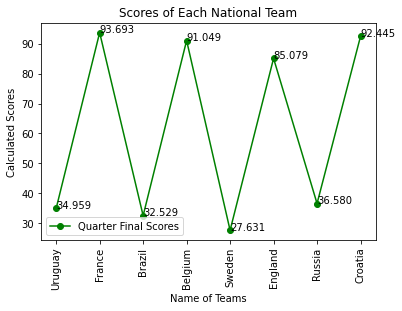 Scores of Each National Team
Calculated Scores
90
80
70
60
50
40
30
34.959
93.693
32.529
91.049
27.631
85.079
36.580
92.445
Quarter Final Scores
Uruguay
France
Brazil
Belgium
Sweden
England
Russia
Croatia
Name of Teams